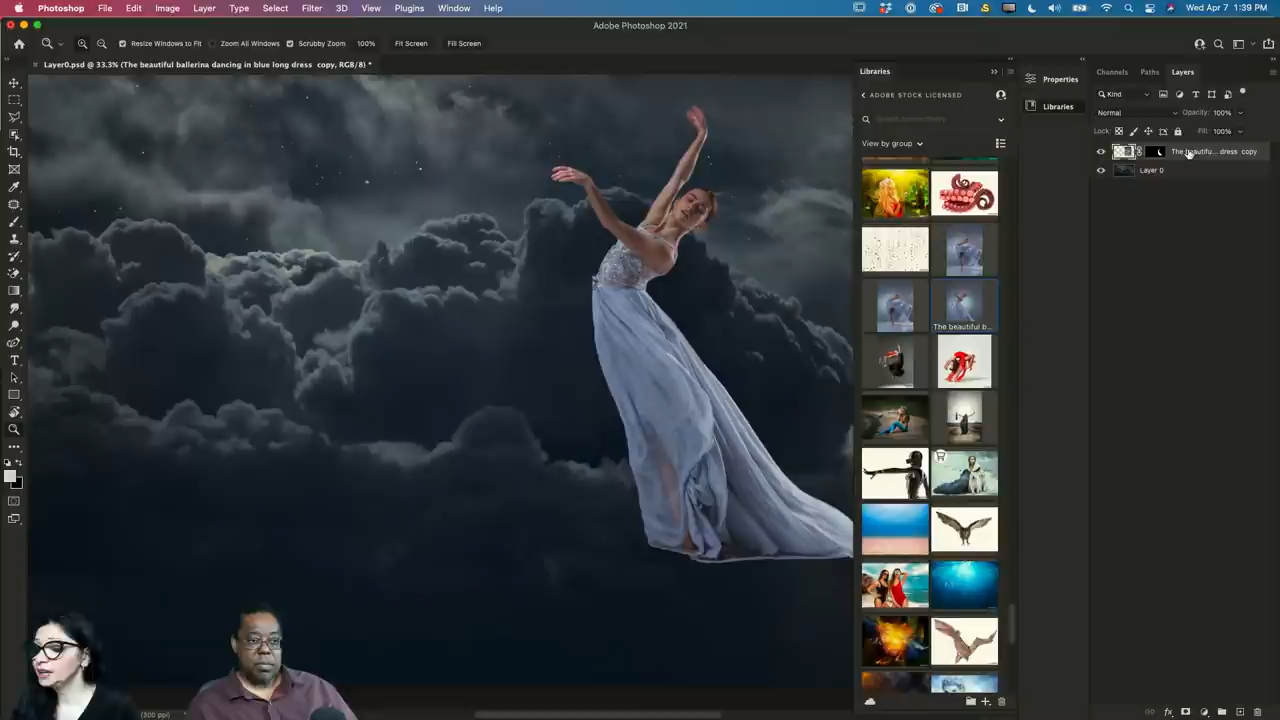 Photoshop File Edit Image Layer Type Select Filter 3D View Plugins Window Help Wed Apr 7 1:39 PM
Adobe Photoshop 2021
Resize Windows to Fit Zoom All Windows Scrubby Zoom 100% Fit Screen Fill Screen
Layer0.psd @ 33.3% (The beautiful ballerina dancing in blue long dress copy, RGB/8) *
Libraries
ADOBE STOCK LICENSED
View by group
The beautiful b...
Properties
Libraries
Channels Paths Layers
Kind
Normal Opacity: 100%
Lock: Fill: 100%
The beautifu... dress copy
Layer 0
(300 ppi)